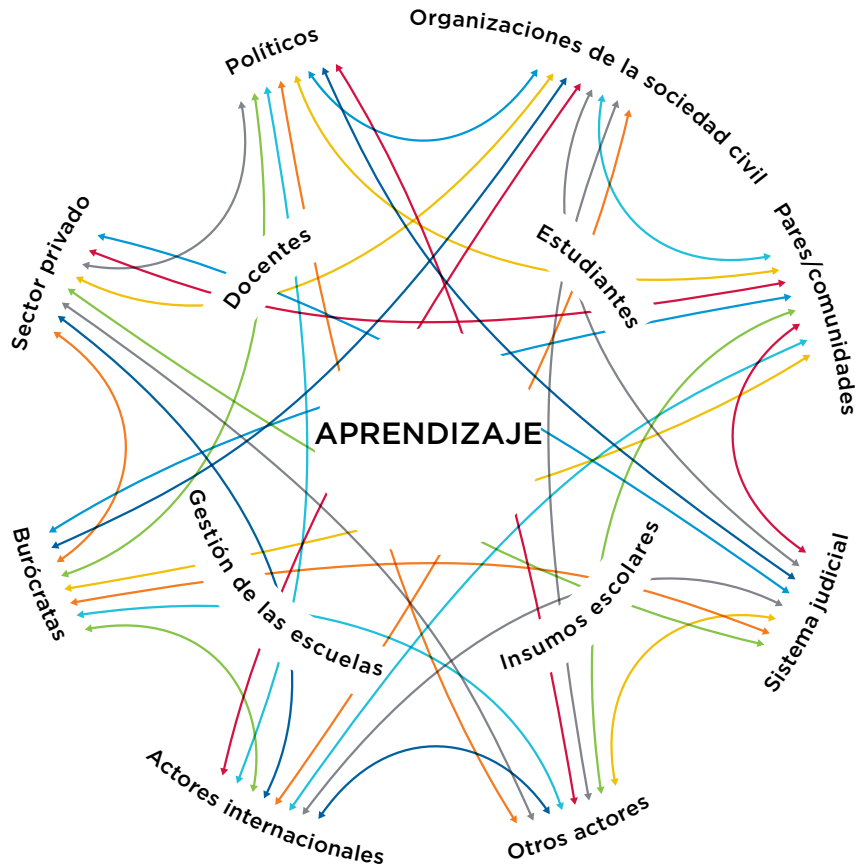 Políticos
Organizaciones de la sociedad civil
Sector privado
Docentes
Estudiantes
Pares/comunidades
APRENDIZAJE
Burócratas
Gestión de las escuelas
Insumos escolares
Sistema judicial
Actores internacionales
Otros actores